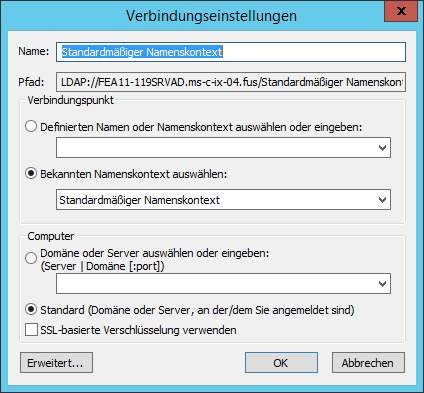 Verbindungseinstellungen
x
Name: Standardmäßiger Namenskontext
Pfad: LDAP://FEA11-119SRVAD.ms-c-ix-04.fus/Standardmäßiger Namenskont
Verbindungspunkt
Definierten Namen oder Namenskontext auswählen oder eingeben:
Bekannten Namenskontext auswählen:
Standardmäßiger Namenskontext
Computer
Domäne oder Server auswählen oder eingeben:
(Server | Domäne [:port])
Standard (Domäne oder Server, an der/dem Sie angemeldet sind)
SSL-basierte Verschlüsselung verwenden
Erweitert... OK Abbrechen